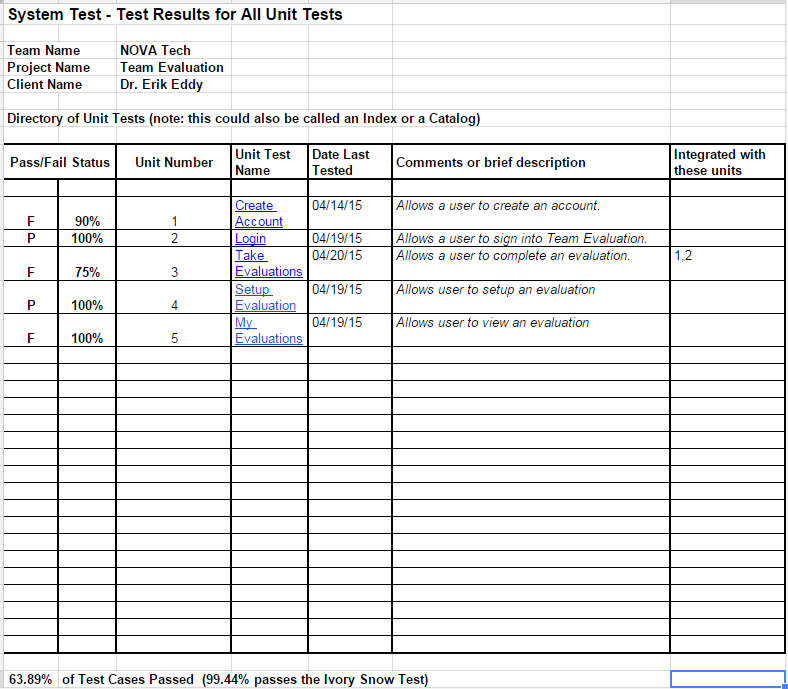 System Test - Test Results for All Unit Tests
Team Name NOVA Tech
Project Name Team Evaluation
Client Name Dr. Erik Eddy
Directory of Unit Tests (note: this could also be called an Index or a Catalog)
Pass/Fail Status Unit Number Unit Test Name Date Last Tested Comments or brief description Integrated with these units
F 90% 1 Create Account 04/14/15 Allows a user to create an account.
P 100% 2 Login 04/19/15 Allows a user to sign into Team Evaluation.
F 75% 3 Take Evaluations 04/20/15 Allows a user to complete an evaluation. 1,2
P 100% 4 Setup Evaluation 04/19/15 Allows user to setup an evaluation
F 100% 5 My Evaluations 04/19/15 Allows user to view an evaluation
63.89% of Test Cases Passed (99.44% passes the Ivory Snow Test)